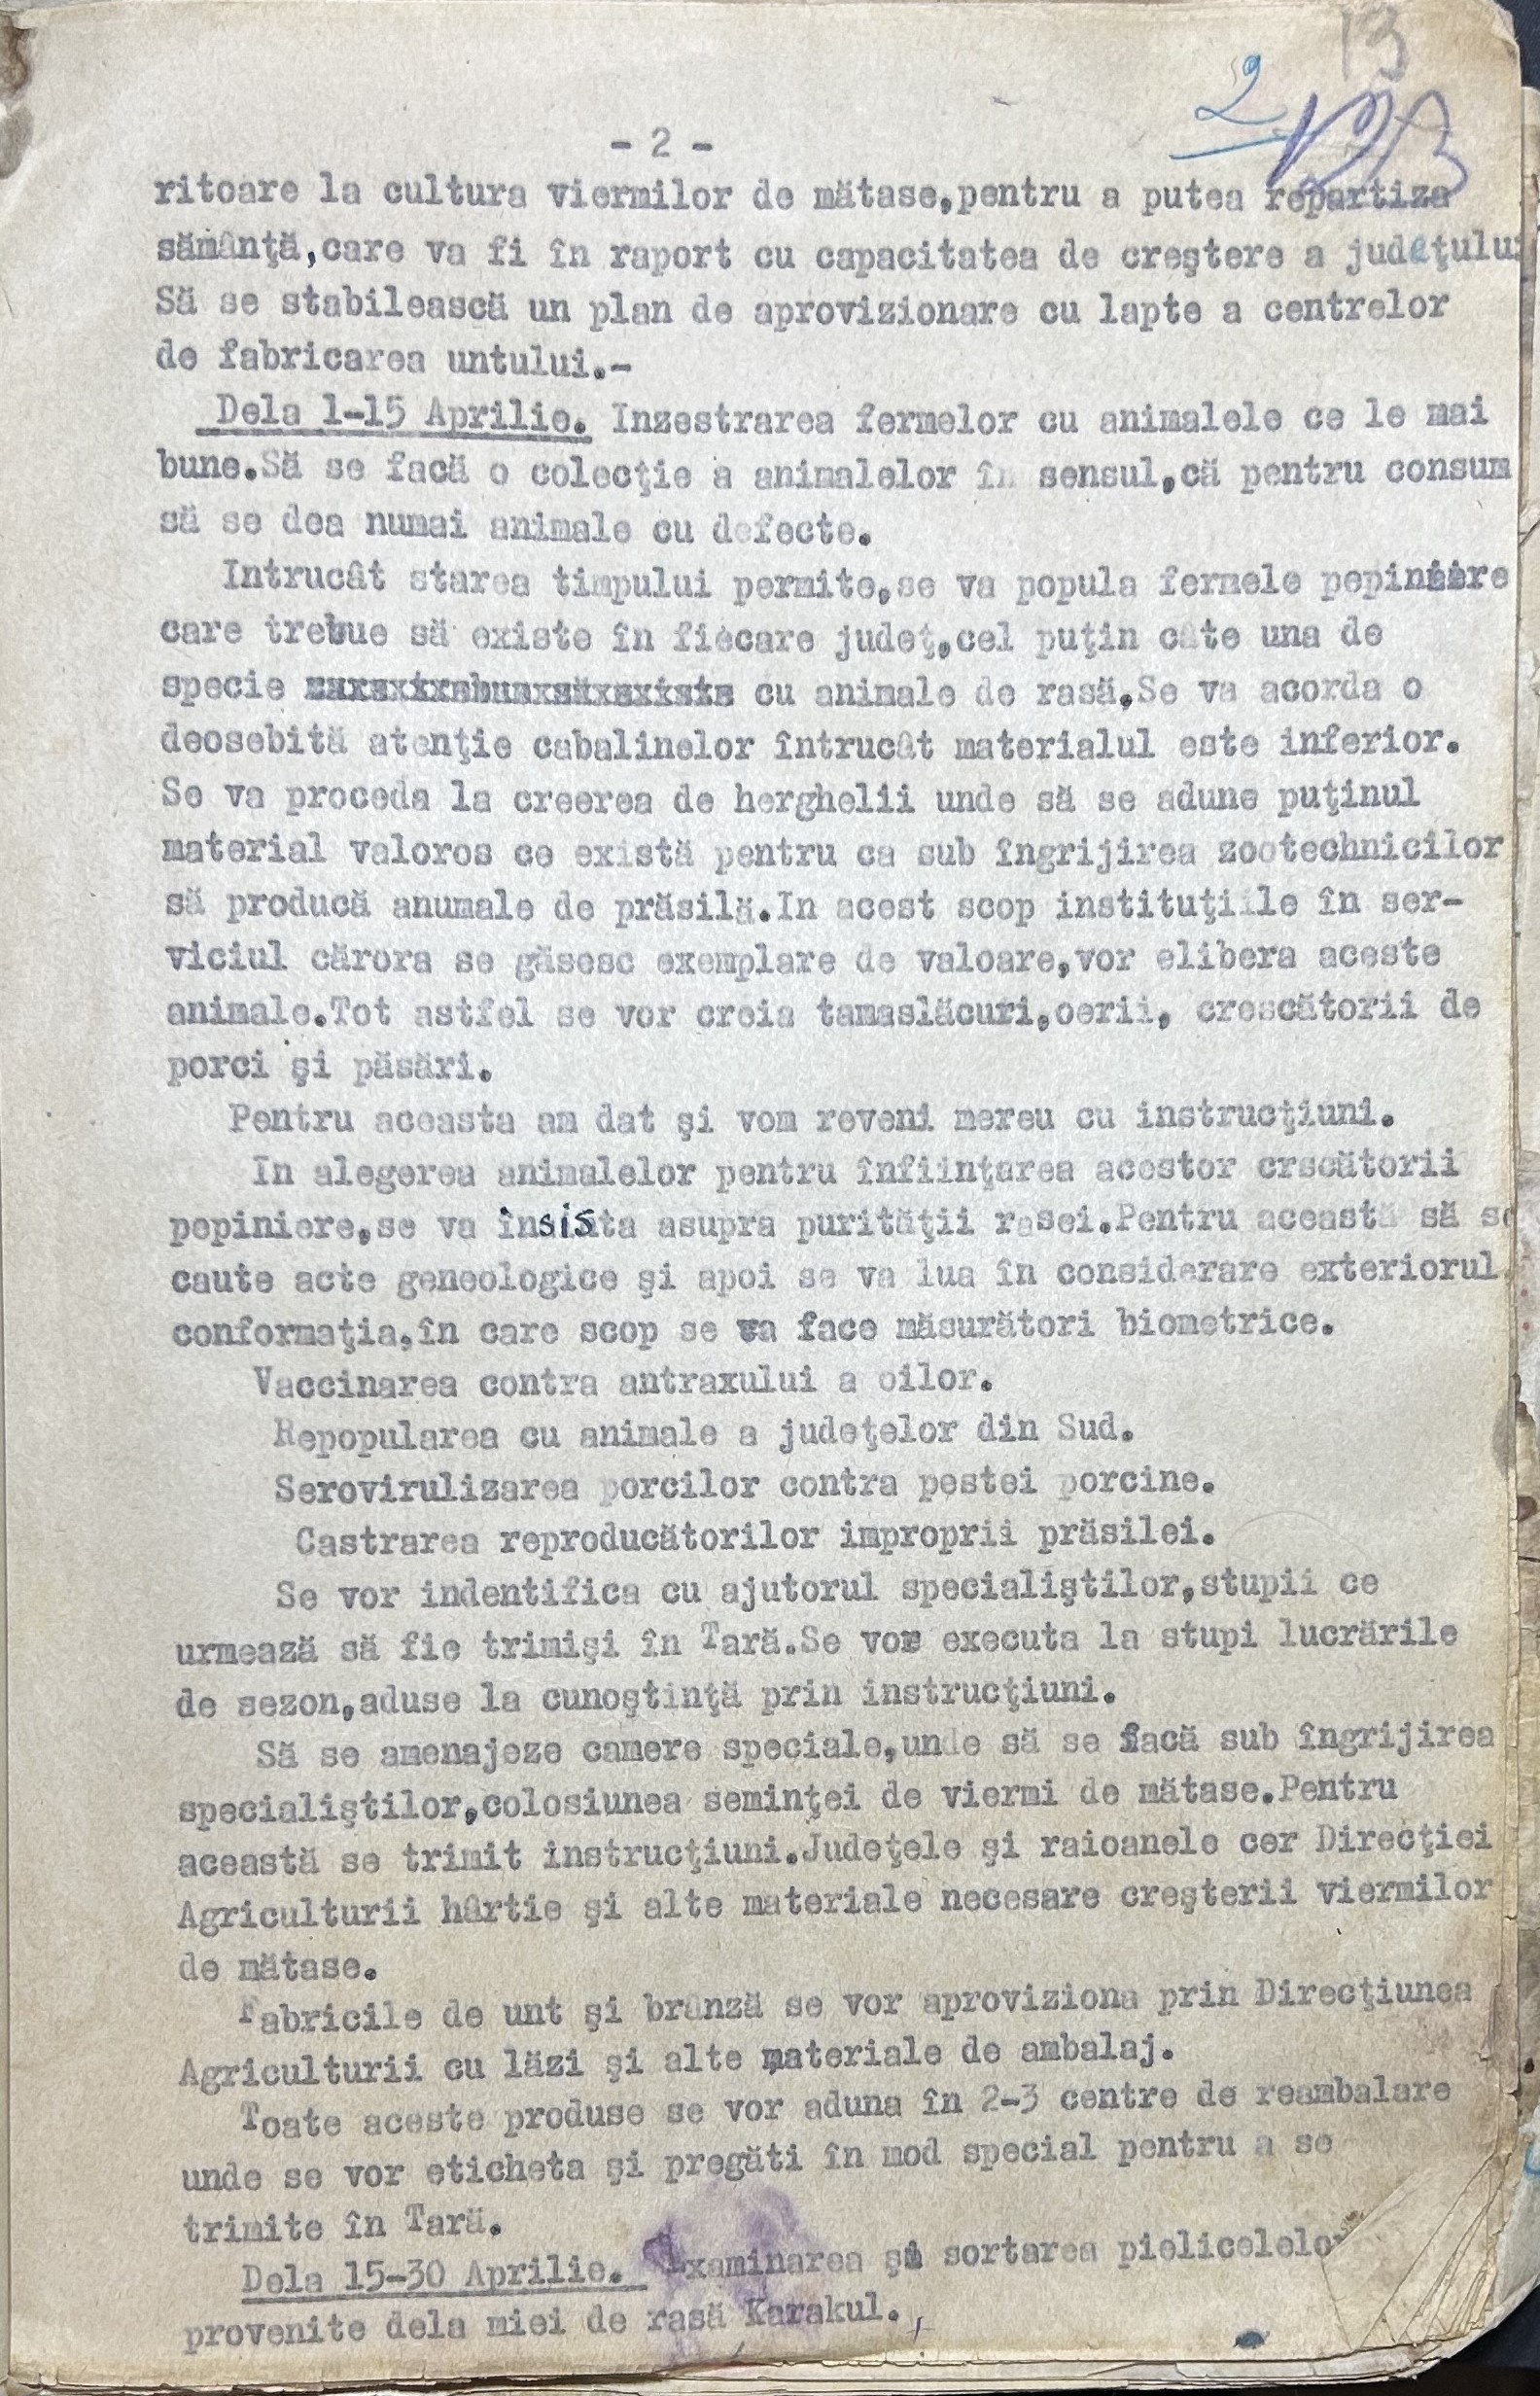 13
2
- 2 -
ritoare la cultura viermilor de mătase,pentru a putea repartiza
sămânţă,care va fi în raport cu capacitatea de creştere a judeţului
Să se stabilească un plan de aprovizionare cu lapte a centrelor
de fabricarea untului.-
Dela 1-15 Aprilie. Inzestrarea fermelor cu animalele ce le mai
bune.Să se facă o colecţie a animalelor în sensul,că pentru consum
să se dea numai animale cu defecte.
Intrucât starea timpului permite,se va popula fermele pepiniere
care trebue să existe în fiecare judeţ,cel puţin câte una de
specie cu animale de rasă.Se va acorda o
deosebită atenţie cabalinelor întrucât materialul este inferior.
Se va proceda la creerea de herghelii unde să se adune puţinul
material valoros ce există pentru ca sub îngrijirea zootechnicilor
să producă anumale de prăsilă.In acest scop instituţiile în ser-
viciul cărora se găsesc exemplare de valoare,vor elibera aceste
animale.Tot astfel se vor creia tamaslăcuri,oerii, crescătorii de
porci şi păsări.
Pentru aceasta am dat şi vom reveni mereu cu instrucţiuni.
In alegerea animalelor pentru înfiinţarea acestor crscătorii
pepiniere,se va însista asupra purităţii rasei.Pentru această să se
caute acte geneologice şi apoi se va lua în considerare exteriorul
conformaţia,în care scop se va face măsurători biometrice.
Vaccinarea contra antraxului a oilor.
Repopularea cu animale a judeţelor din Sud.
Serovirulizarea porcilor contra pestei porcine.
Castrarea reproducătorilor improprii prăsilei.
Se vor indentifica cu ajutorul specialiştilor,stupii ce
urmează să fie trimişi în Tară.Se vor executa la stupi lucrările
de sezon,aduse la cunoştinţă prin instrucţiuni.
Să se amenajeze camere speciale,unde să se facă sub îngrijirea
specialiştilor,colosiunea seminţei de viermi de mătase.Pentru
această se trimit instrucţiuni.Judeţele şi raioanele cer Direcţiei
Agriculturii hârtie şi alte materiale necesare creşterii viermilor
de mătase.
Fabricile de unt şi brânză se vor aproviziona prin Direcţiunea
Agriculturii cu lăzi şi alte materiale de ambalaj.
Toate aceste produse se vor aduna în 2-3 centre de reambalare
unde se vor eticheta şi pregăti în mod special pentru a se
trimite în Tară.
Dela 15-30 Aprilie. Examinarea şi sortarea pielicelelor
provenite dela miei de rasă Karakul.